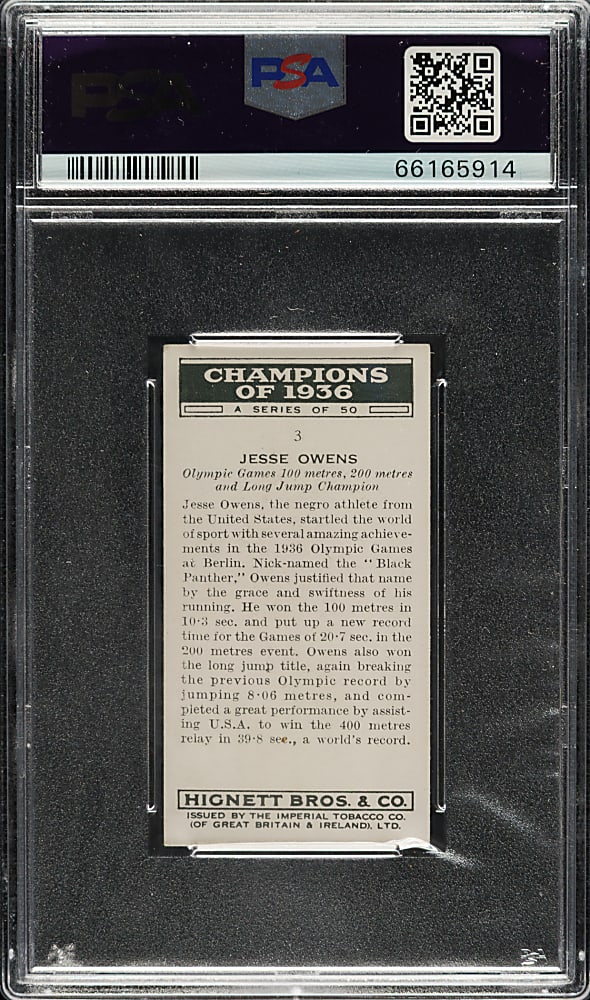 PSA
PSA
66165914
CHAMPIONS
OF 1936
A SERIES OF 50
3
JESSE OWENS
Olympic Games 100 metres, 200 metres
and Long Jump Champion
Jesse Owens, the negro athlete from
the United States, startled the world
of sport with several amazing achieve-
ments in the 1936 Olympic Games
at Berlin. Nick-named the "Black
Panther," Owens justified that name
by the grace and swiftness of his
running. He won the 100 metres in
10·3 sec. and put up a new record
time for the Games of 20·7 sec. in the
200 metres event. Owens also won
the long jump title, again breaking
the previous Olympic record by
jumping 8·06 metres, and com-
pleted a great performance by assist-
ing U.S.A. to win the 400 metres
relay in 39·8 sec., a world's record.
HIGNETT BROS. & CO.
ISSUED BY THE IMPERIAL TOBACCO CO.
(OF GREAT BRITAIN & IRELAND), LTD.